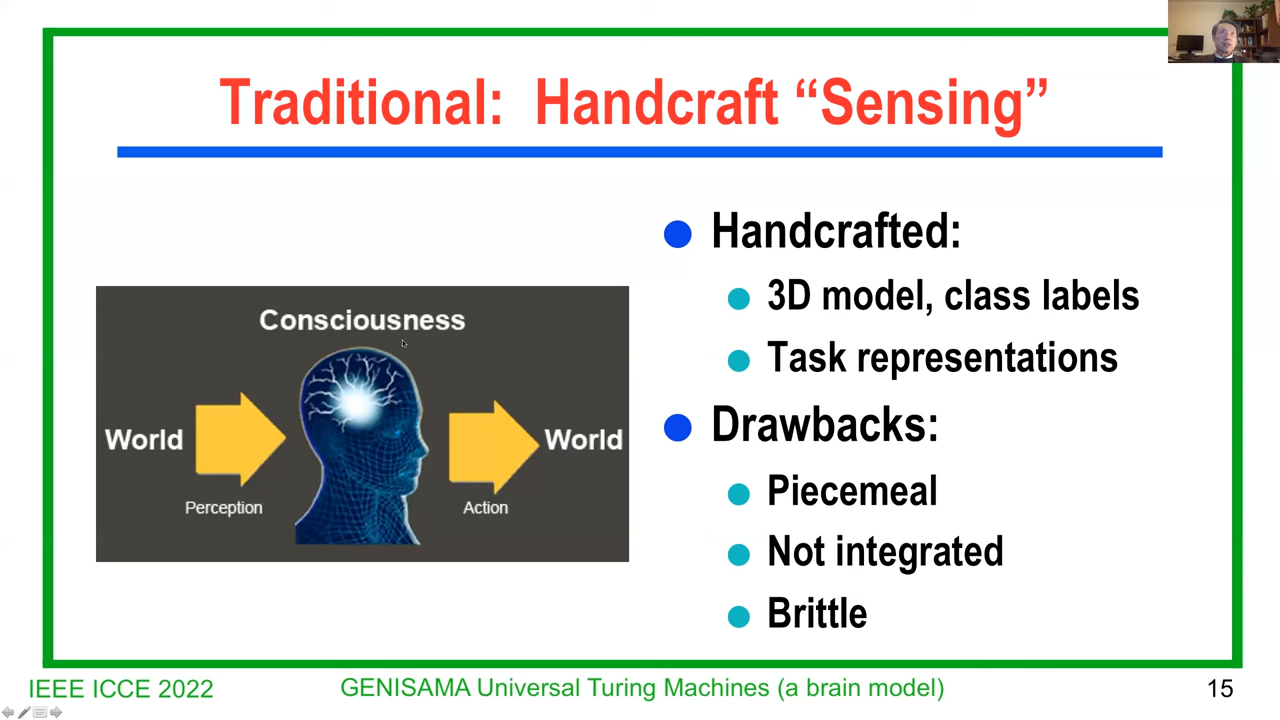 Traditional: Handcraft “Sensing”
Consciousness
World
World
Perception
Action
Handcrafted:
3D model, class labels
Task representations
Drawbacks:
Piecemeal
Not integrated
Brittle
IEEE ICCE 2022
GENISAMA Universal Turing Machines (a brain model)
15